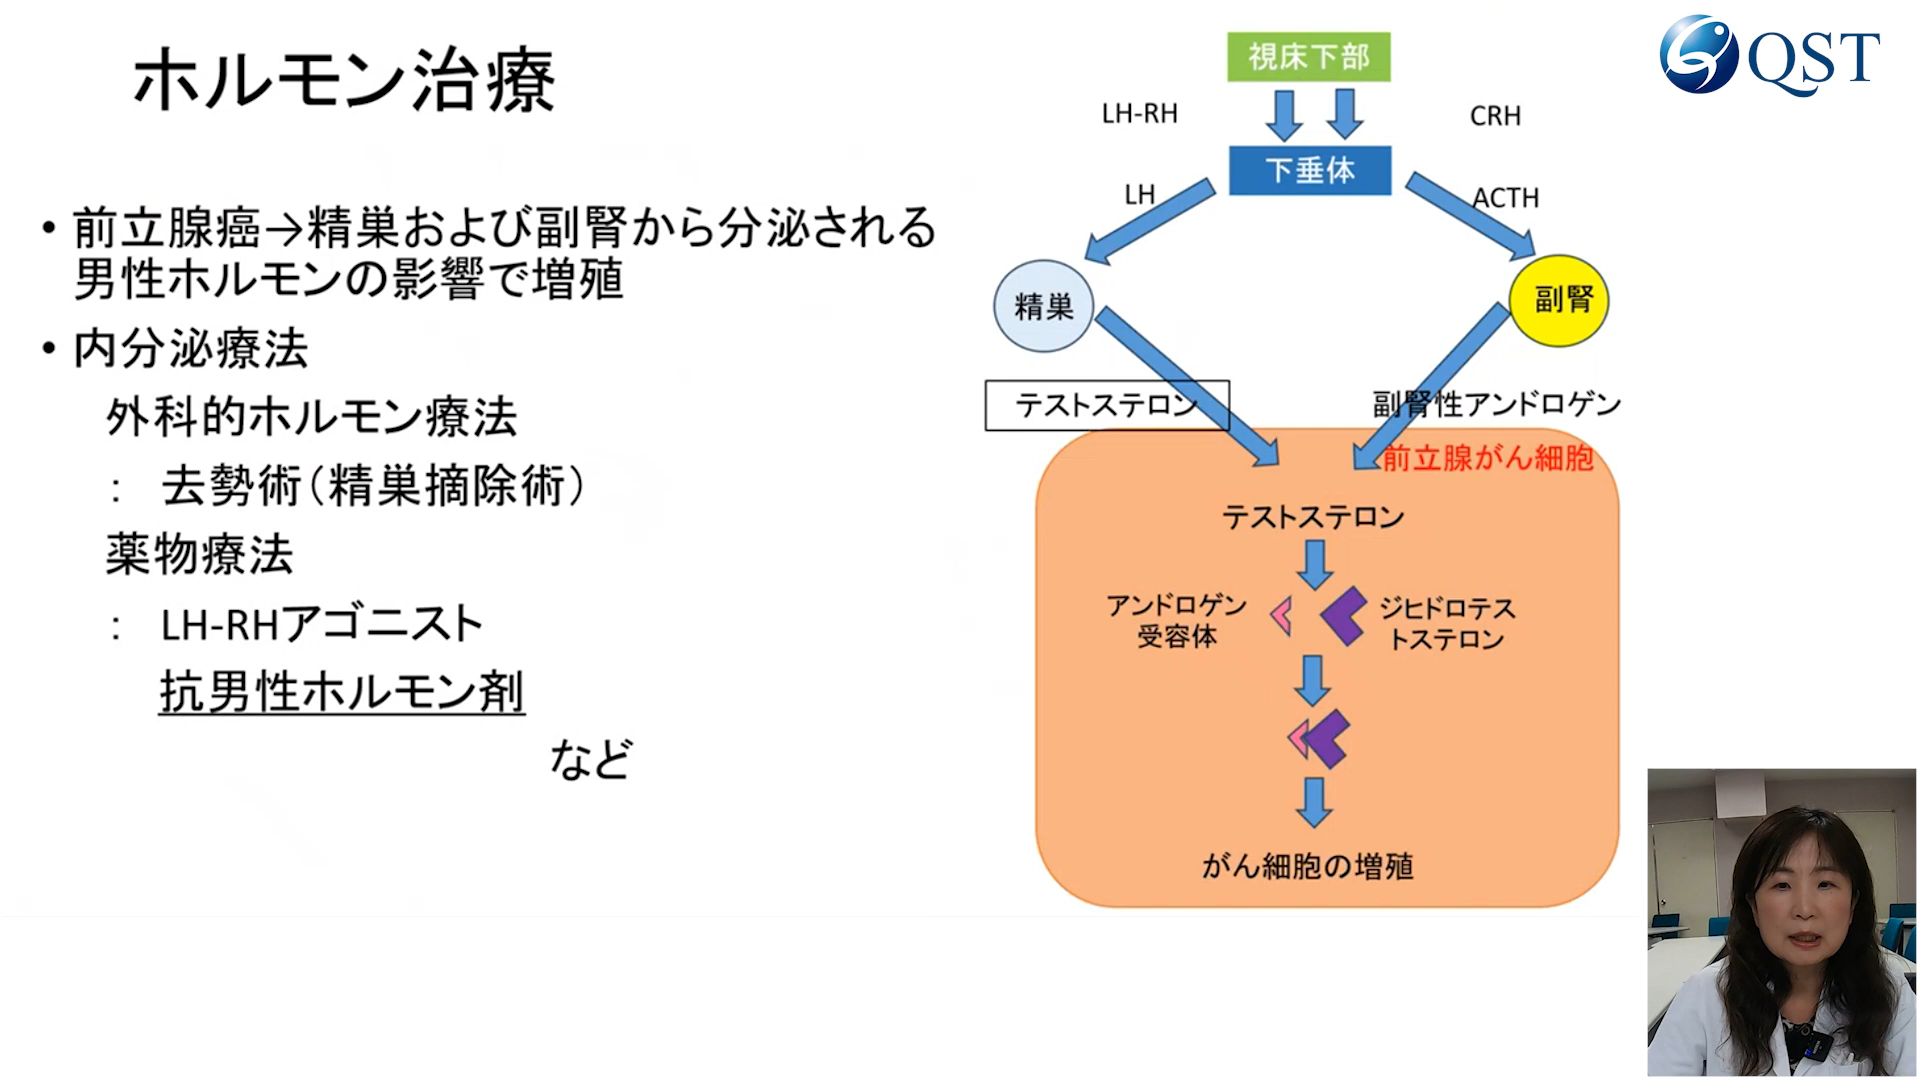 ホルモン治療
• 前立腺癌→精巣および副腎から分泌される
男性ホルモンの影響で増殖
• 内分泌療法
外科的ホルモン療法
： 去勢術（精巣摘除術）
薬物療法
： LH-RHアゴニスト
抗男性ホルモン剤
など
視床下部
LH-RH
CRH
下垂体
LH
ACTH
精巣
副腎
テストステロン
副腎性アンドロゲン
前立腺がん細胞
テストステロン
アンドロゲン
受容体
ジヒドロテス
トステロン
がん細胞の増殖
QST